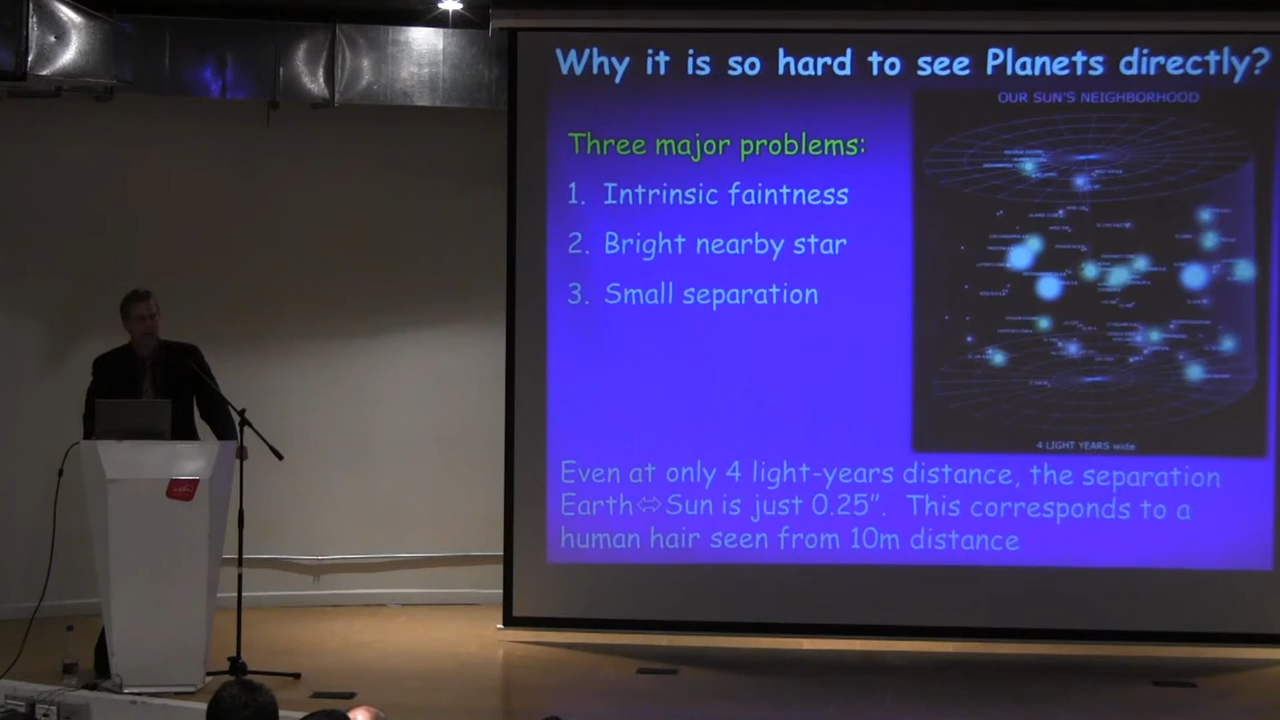 Why it is so hard to see Planets directly?
OUR SUN'S NEIGHBORHOOD
Three major problems:
1. Intrinsic faintness
2. Bright nearby star
3. Small separation
4 LIGHT YEARS wide
Even at only 4 light-years distance, the separation
Earth⇔Sun is just 0.25”. This corresponds to a
human hair seen from 10m distance